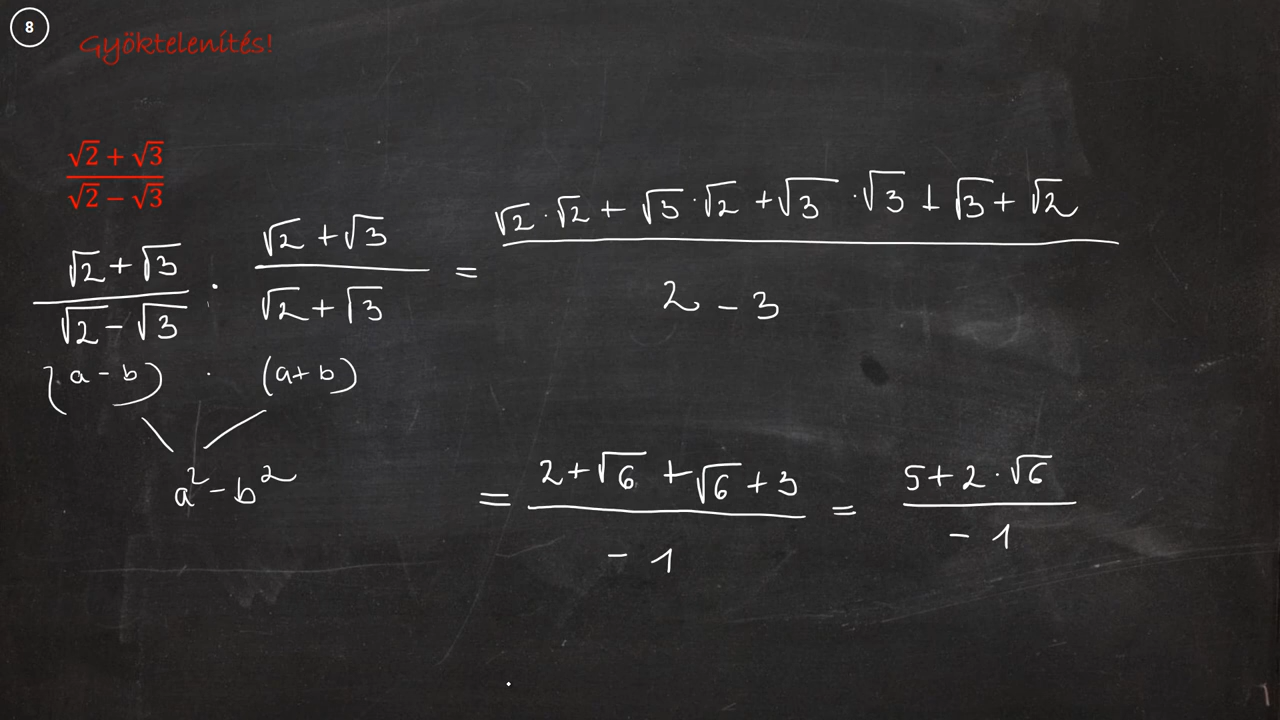 8
Gyöktelenítés!
√2 + √3
√2 − √3
√2 + √3 · √2 + √3 = √2 · √2 + √3 · √2 + √3 · √3 + √3 + √2
√2 − √3 √2 + √3 2 − 3
(a − b) · (a + b)
a² − b²
= 2 + √6 + √6 + 3 = 5 + 2 · √6
− 1 − 1